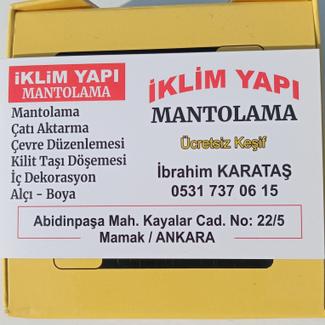 İKLİM YAPI
MANTOLAMA
Mantolama
Çatı Aktarma
Çevre Düzenlemesi
Kilit Taşı Döşemesi
İç Dekorasyon
Alçı - Boya
İKLİM YAPI
MANTOLAMA
Ücretsiz Keşif
İbrahim KARATAŞ
0531 737 06 15
Abidinpaşa Mah. Kayalar Cad. No: 22/5
Mamak / ANKARA